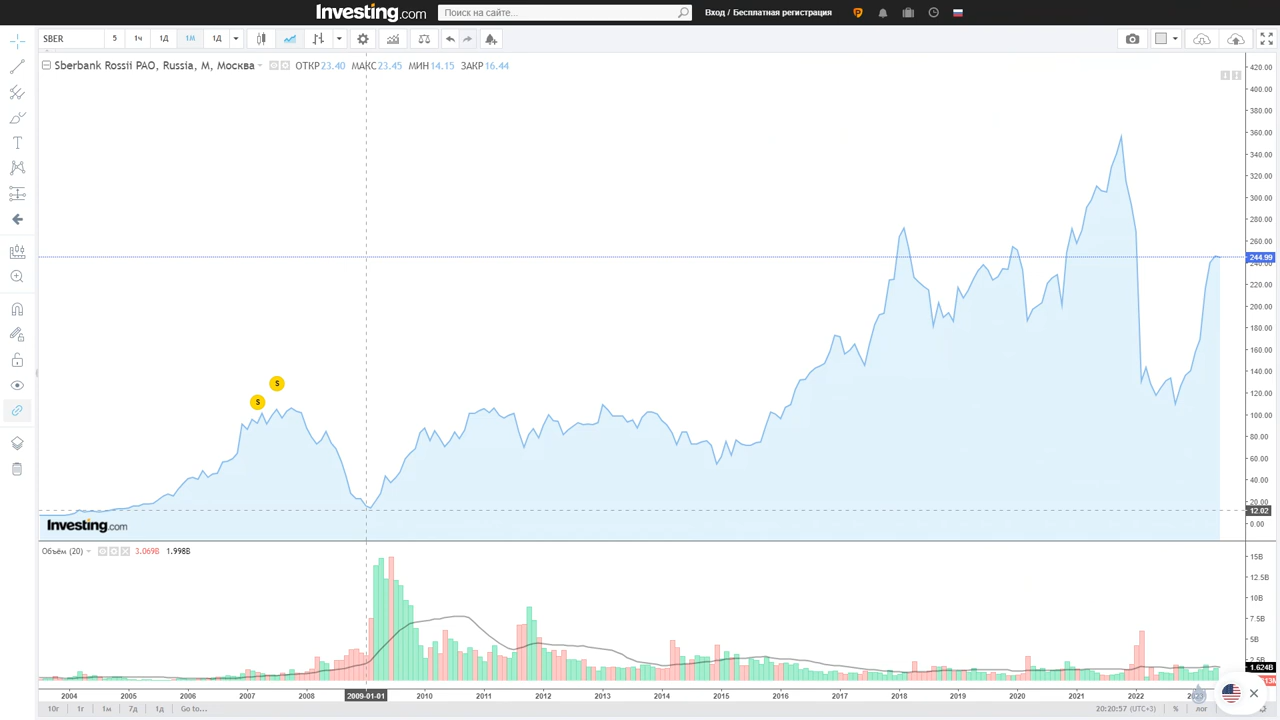 Investing.com
Поиск на сайте...
Вход / Бесплатная регистрация
SBER 5 1ч 1Д 1М 1Д
Sberbank Rossii PAO, Russia, М, Москва ОТКР 23.40 МАКС 23.45 МИН 14.15 ЗАКР 16.44
420.00
400.00
380.00
360.00
340.00
320.00
300.00
280.00
260.00
244.99
240.00
220.00
200.00
180.00
160.00
140.00
120.00
100.00
80.00
60.00
40.00
20.00
12.02
0.00
S
S
Investing.com
Объём (20) 3.069B 1.998B
15B
12.5B
10B
7.5B
5B
2.5B
1.624B
2004 2005 2006 2007 2008 2009-01-01 2010 2011 2012 2013 2014 2015 2016 2017 2018 2019 2020 2021 2022
10г 1г 1м 7д 1д Go to... 20:20:57 (UTC+3) % лог